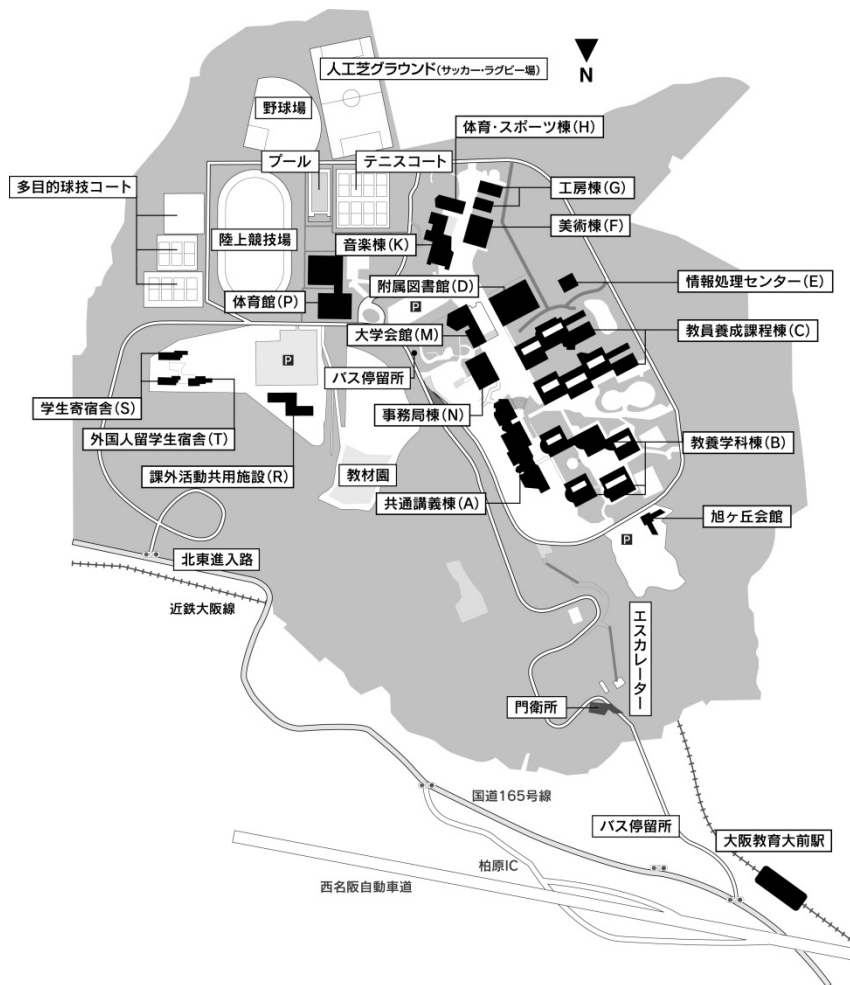 人工芝グラウンド(サッカー・ラグビー場)
N
野球場
体育・スポーツ棟(H)
プール
テニスコート
多目的球技コート
工房棟(G)
陸上競技場
美術棟(F)
音楽棟(K)
附属図書館(D)
情報処理センター(E)
体育館(P)
P
大学会館(M)
教員養成課程棟(C)
P
バス停留所
学生寄宿舎(S)
事務局棟(N)
外国人留学生宿舎(T)
教養学科棟(B)
課外活動共用施設(R)
教材園
共通講義棟(A)
旭ヶ丘会館
P
北東進入路
近鉄大阪線
エスカレーター
門衛所
国道165号線
バス停留所
大阪教育大前駅
柏原IC
西名阪自動車道